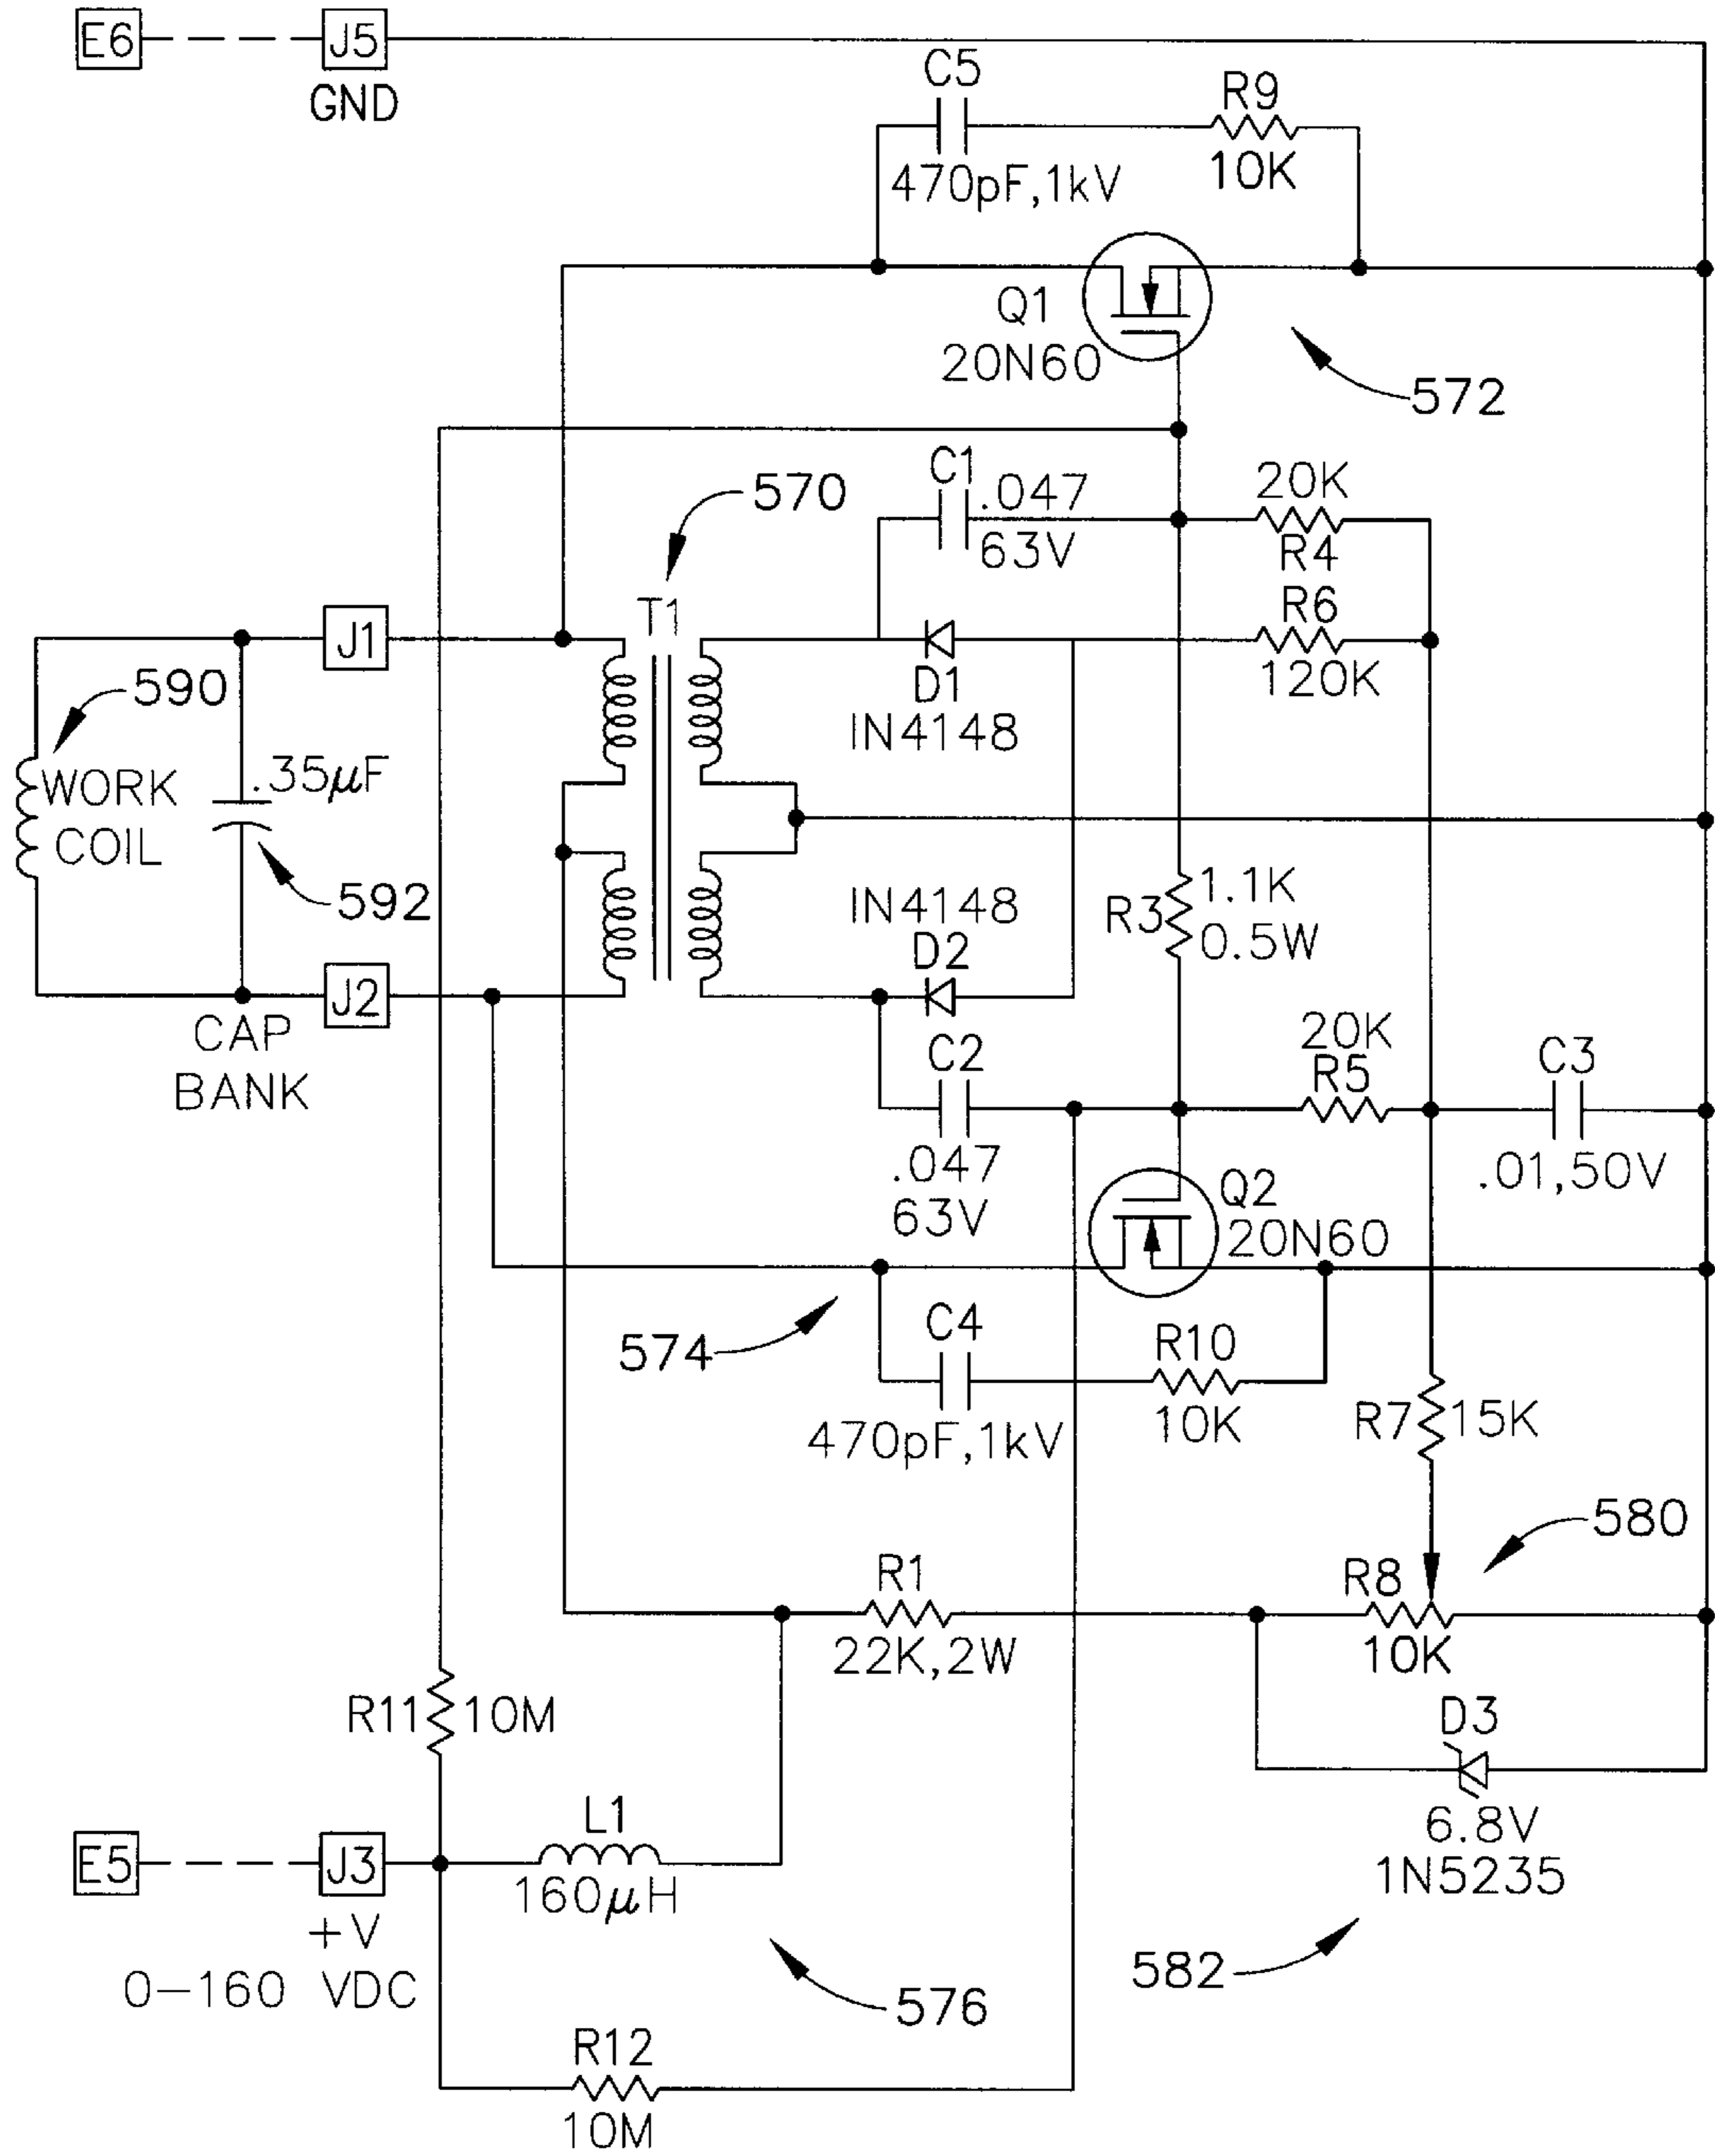 E6
J5
GND
C5
470pF,1kV
R9
10K
Q1
20N60
572
570
C1
.047
63V
20K
R4
T1
R6
120K
J1
D1
IN4148
590
WORK
COIL
.35μF
592
IN4148
D2
R3
1.1K
0.5W
J2
CAP
BANK
C2
.047
63V
20K
R5
C3
.01,50V
Q2
20N60
574
C4
470pF,1kV
R10
10K
R7
15K
580
R1
22K,2W
R8
10K
R11
10M
D3
6.8V
1N5235
L1
160μH
E5
J3
+V
0-160 VDC
576
582
R12
10M